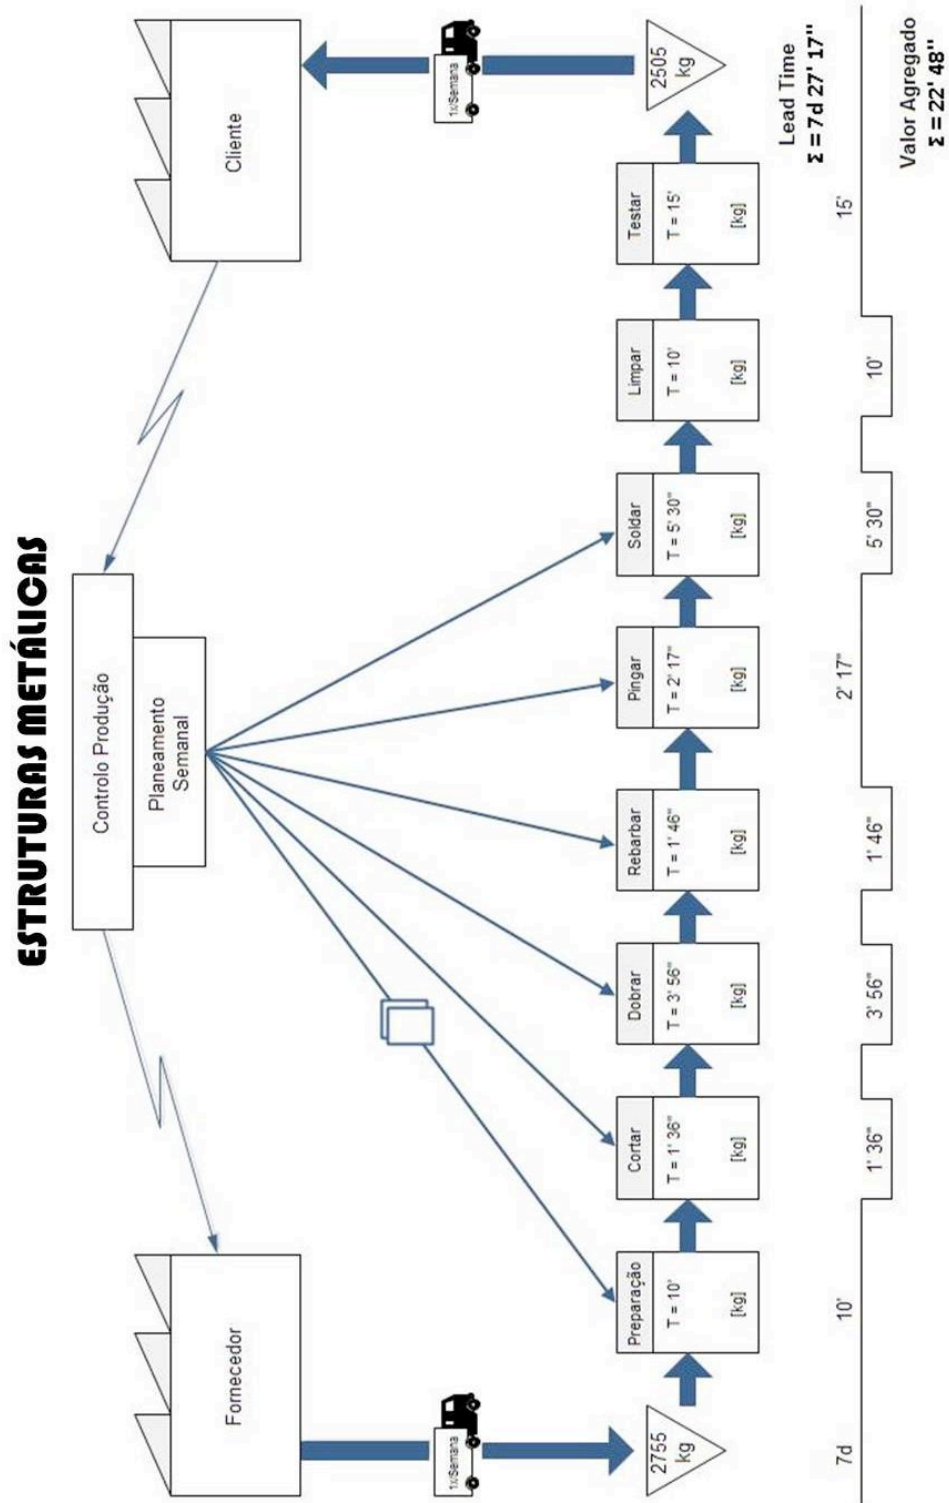 ESTRUTURAS METÁLICAS
Controlo Produção
Planeamento
Semanal
Fornecedor
Cliente
1x/Semana
1x/Semana
2755
kg
Preparação
T = 10'
[kg]
Cortar
T = 1' 36"
[kg]
Dobrar
T = 3' 56"
[kg]
Rebarbar
T = 1' 46"
[kg]
Pingar
T = 2' 17"
[kg]
Soldar
T = 5' 30"
[kg]
Limpar
T = 10'
[kg]
Testar
T = 15'
[kg]
2505
kg
Lead Time
Σ = 7d 27' 17"
7d
10'
2' 17"
15'
1' 36"
3' 56"
1' 46"
5' 30"
10'
Valor Agregado
Σ = 22' 48"